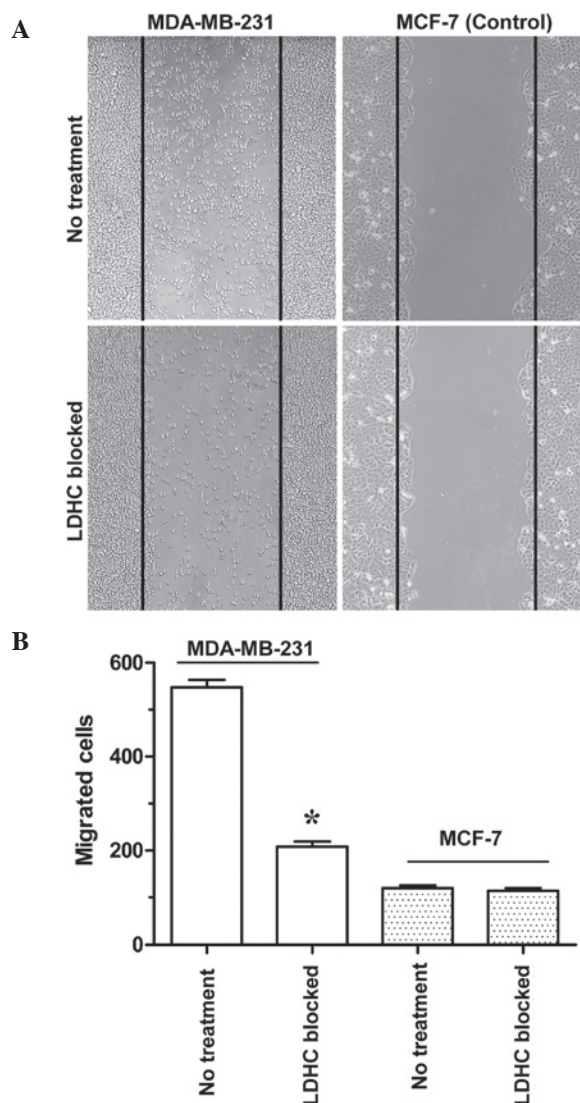 A
MDA-MB-231
MCF-7 (Control)
No treatment
LDHC blocked
B
MDA-MB-231
MCF-7
*
Migrated cells
600
400
200
0
No treatment
LDHC blocked
No treatment
LDHC blocked